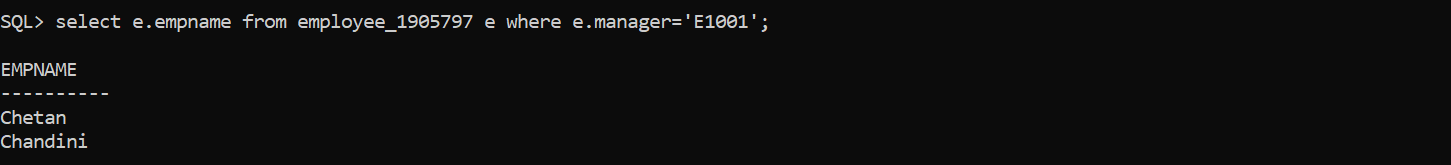 SQL> select e.empname from employee_1905797 e where e.manager='E1001';
EMPNAME
----------
Chetan
Chandini